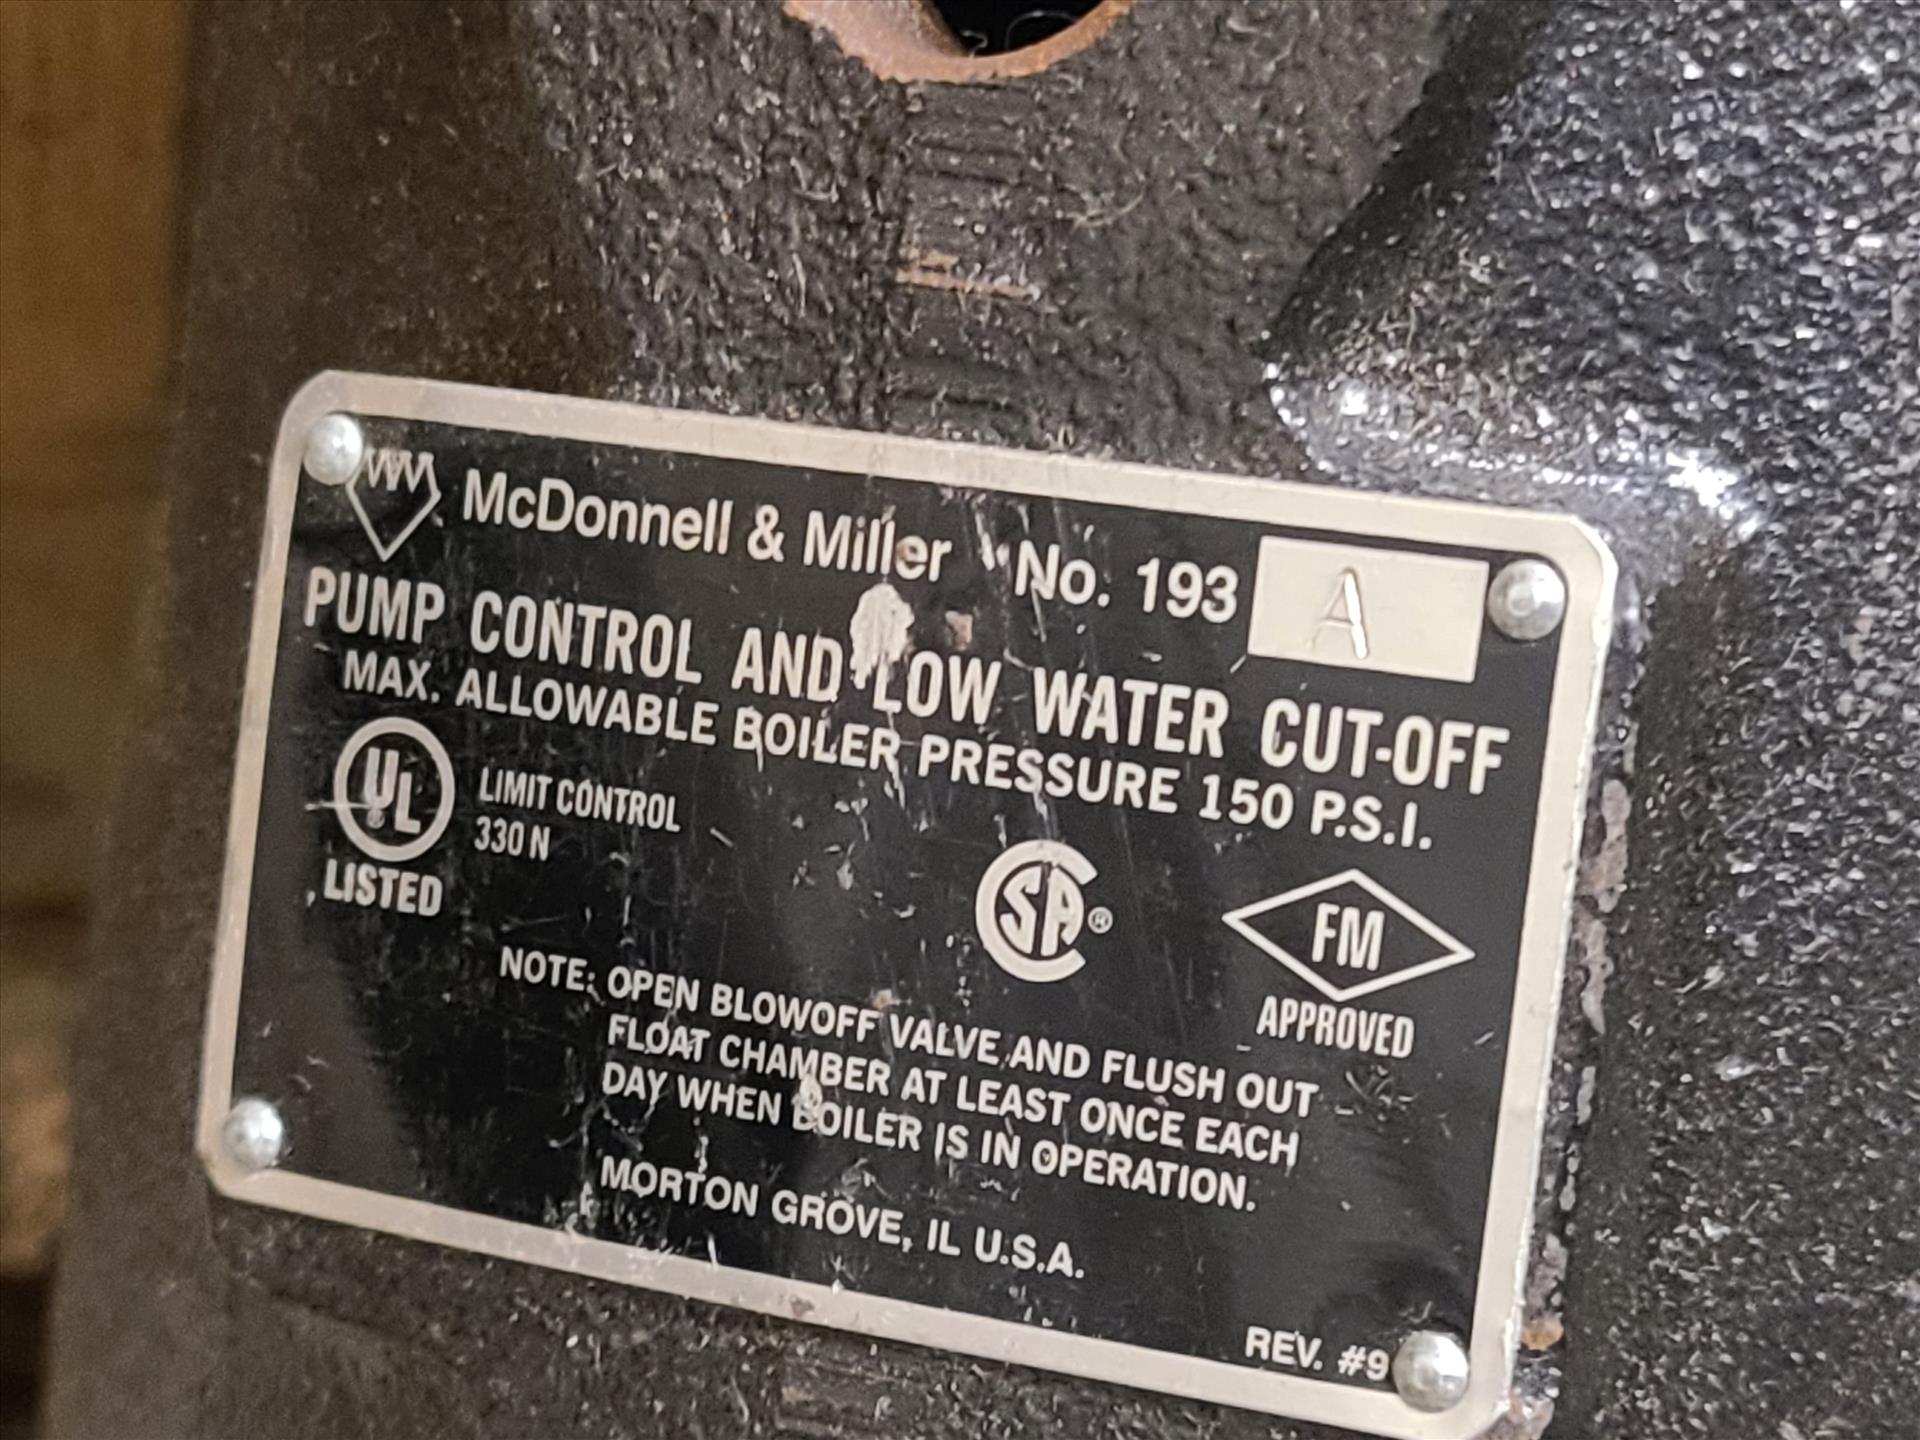 McDonnell & Miller No. 193 A
PUMP CONTROL AND LOW WATER CUT-OFF
MAX. ALLOWABLE BOILER PRESSURE 150 P.S.I.
UL ®
LISTED
LIMIT CONTROL
330 N
CSA ®
FM
APPROVED
NOTE: OPEN BLOWOFF VALVE AND FLUSH OUT
FLOAT CHAMBER AT LEAST ONCE EACH
DAY WHEN BOILER IS IN OPERATION.
MORTON GROVE, IL U.S.A.
REV. #9